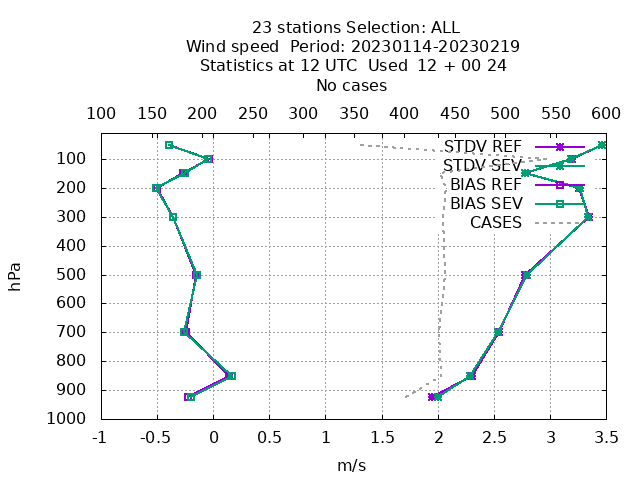 23 stations Selection: ALL
Wind speed  Period: 20230114-20230219
Statistics at 12 UTC  Used  12 + 00 24
No cases
100 150 200 250 300 350 400 450 500 550 600
STDV REF
STDV SEV
BIAS REF
BIAS SEV
CASES
hPa
100
200
300
400
500
600
700
800
900
1000
-1 -0.5 0 0.5 1 1.5 2 2.5 3 3.5
m/s